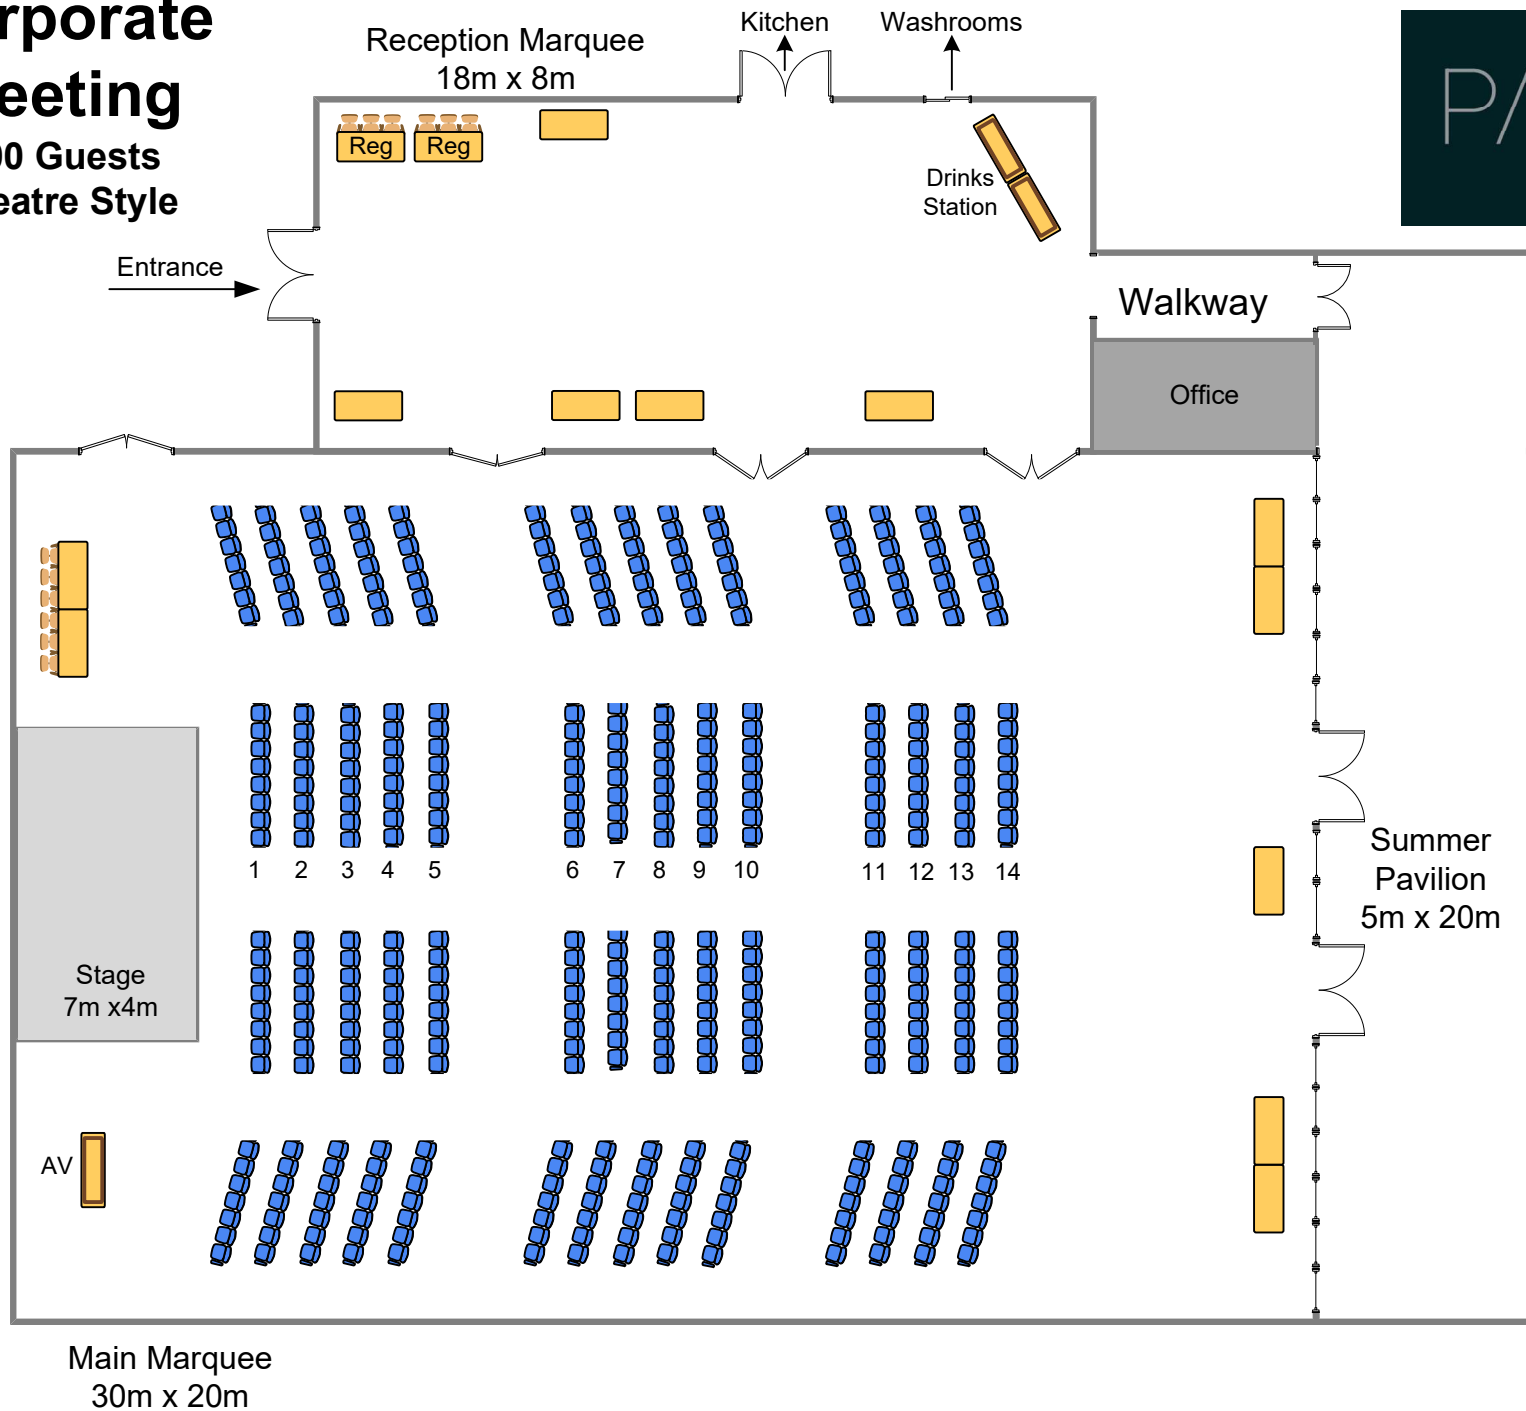 rporate
eeting
00 Guests
eatre Style
Reception Marquee
18m x 8m
Kitchen
Washrooms
PA
Reg
Reg
Drinks
Station
Entrance
Walkway
Office
1 2 3 4 5 6 7 8 9 10 11 12 13 14
Summer
Pavilion
5m x 20m
Stage
7m x4m
AV
Main Marquee
30m x 20m